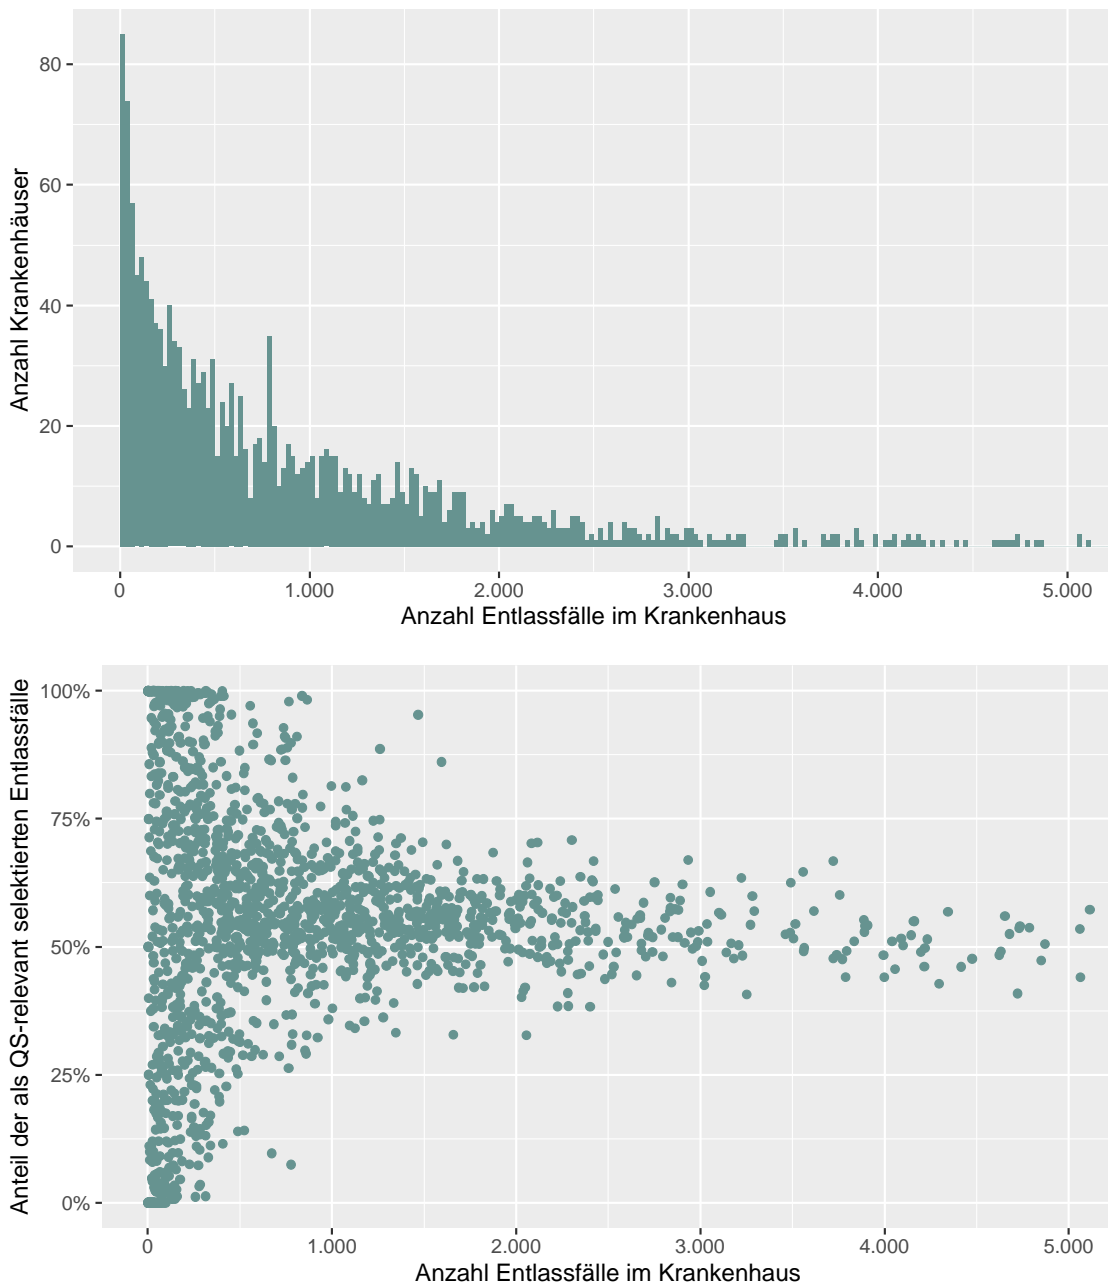 Anzahl Krankenhäuser
80
60
40
20
0
0 1.000 2.000 3.000 4.000 5.000
Anzahl Entlassfälle im Krankenhaus
Anteil der als QS-relevant selektierten Entlassfälle
100%
75%
50%
25%
0%
0 1.000 2.000 3.000 4.000 5.000
Anzahl Entlassfälle im Krankenhaus